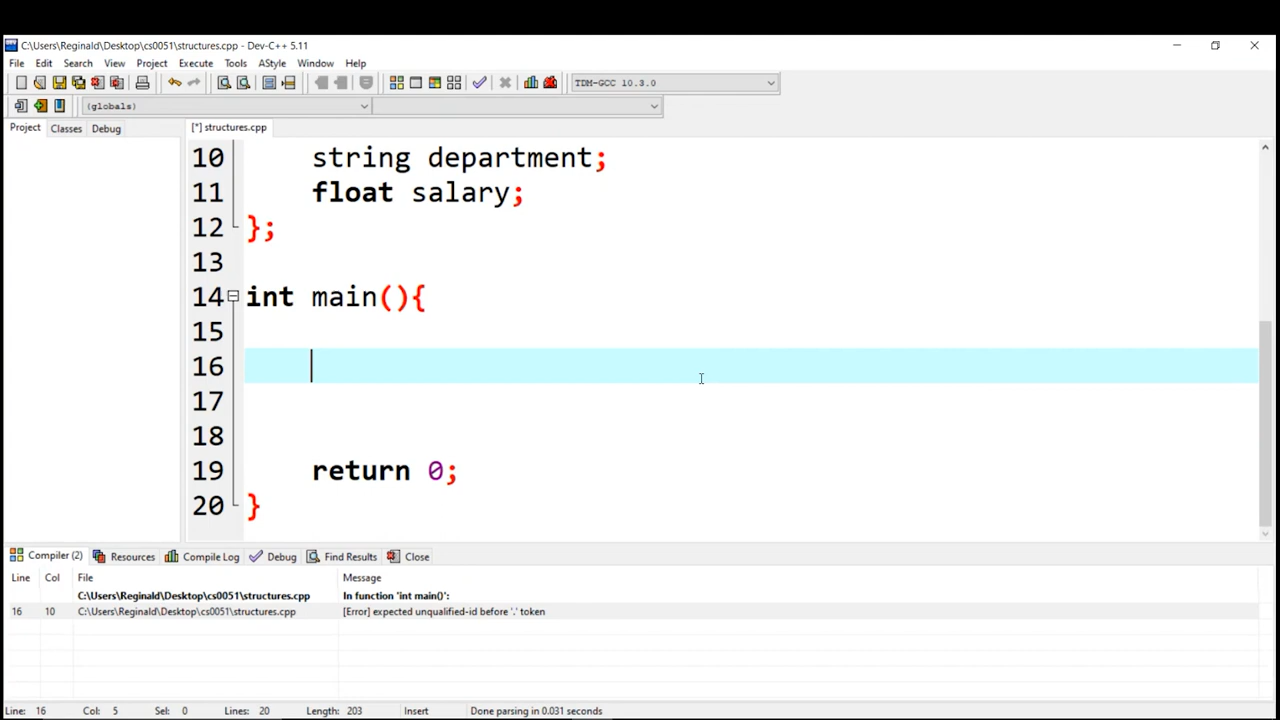 C:\Users\Reginald\Desktop\cs0051\structures.cpp - Dev-C++ 5.11
File Edit Search View Project Execute Tools AStyle Window Help
TDM-GCC 10.3.0
(globals)
Project Classes Debug
[*] structures.cpp
10 string department;
11 float salary;
12 };
13
14 int main(){
15
16
17
18
19 return 0;
20 }
Compiler (2) Resources Compile Log Debug Find Results Close
Line Col File Message
C:\Users\Reginald\Desktop\cs0051\structures.cpp In function 'int main()':
16 10 C:\Users\Reginald\Desktop\cs0051\structures.cpp [Error] expected unqualified-id before '.' token
Line: 16 Col: 5 Sel: 0 Lines: 20 Length: 203 Insert Done parsing in 0.031 seconds